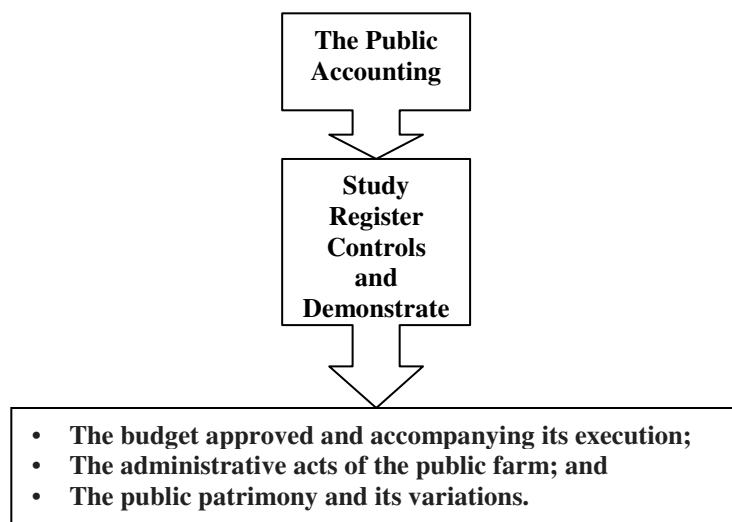 The Public
Accounting
Study
Register
Controls
and
Demonstrate
• The budget approved and accompanying its execution;
• The administrative acts of the public farm; and
• The public patrimony and its variations.